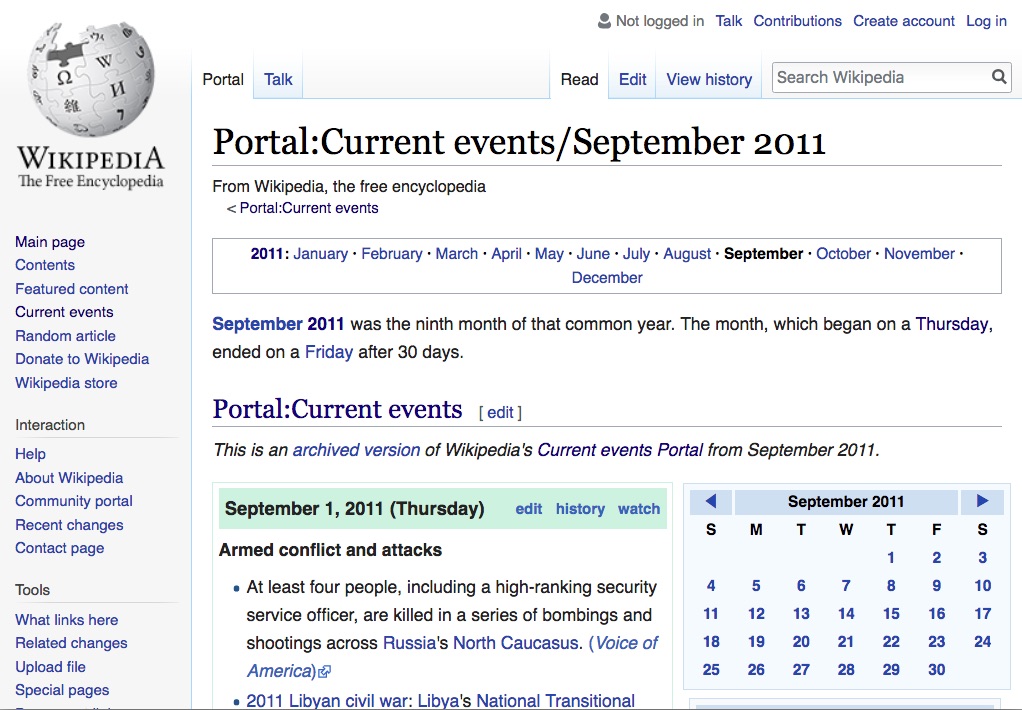 Not logged in Talk Contributions Create account Log in
Portal Talk Read Edit View history Search Wikipedia
WIKIPEDIA
The Free Encyclopedia
Main page
Contents
Featured content
Current events
Random article
Donate to Wikipedia
Wikipedia store
Interaction
Help
About Wikipedia
Community portal
Recent changes
Contact page
Tools
What links here
Related changes
Upload file
Special pages
Portal:Current events/September 2011
From Wikipedia, the free encyclopedia
< Portal:Current events
2011: January · February · March · April · May · June · July · August · September · October · November ·
December
September 2011 was the ninth month of that common year. The month, which began on a Thursday,
ended on a Friday after 30 days.
Portal:Current events [ edit ]
This is an archived version of Wikipedia's Current events Portal from September 2011.
September 1, 2011 (Thursday) edit history watch
Armed conflict and attacks
• At least four people, including a high-ranking security
service officer, are killed in a series of bombings and
shootings across Russia's North Caucasus. (Voice of
America)
• 2011 Libyan civil war: Libya's National Transitional
◀ September 2011 ▶
S M T W T F S
1 2 3
4 5 6 7 8 9 10
11 12 13 14 15 16 17
18 19 20 21 22 23 24
25 26 27 28 29 30